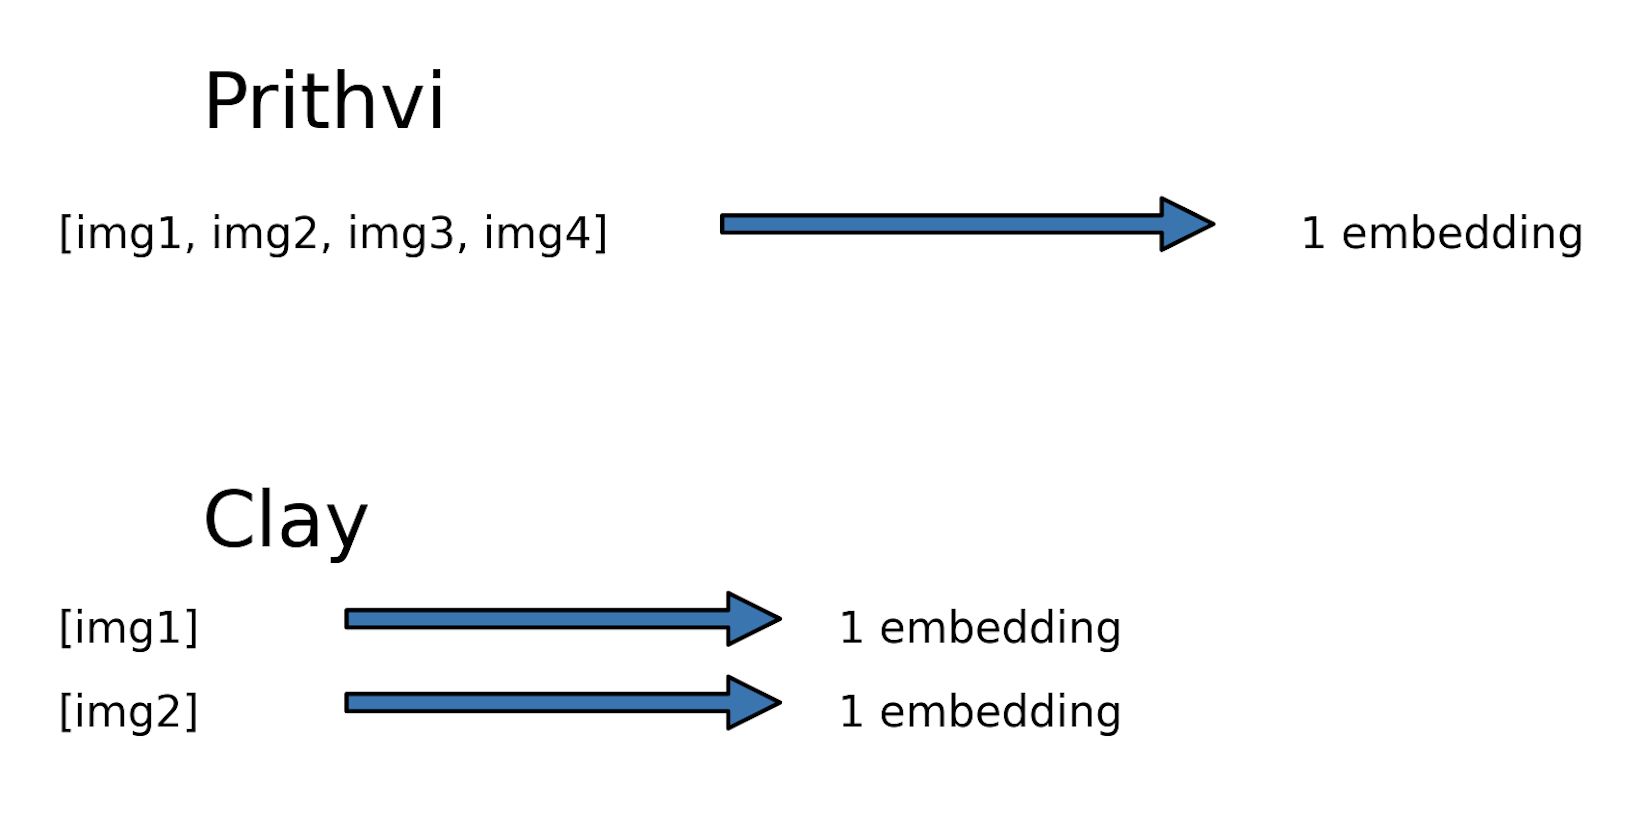 Prithvi
[img1, img2, img3, img4] 1 embedding
Clay
[img1] 1 embedding
[img2] 1 embedding